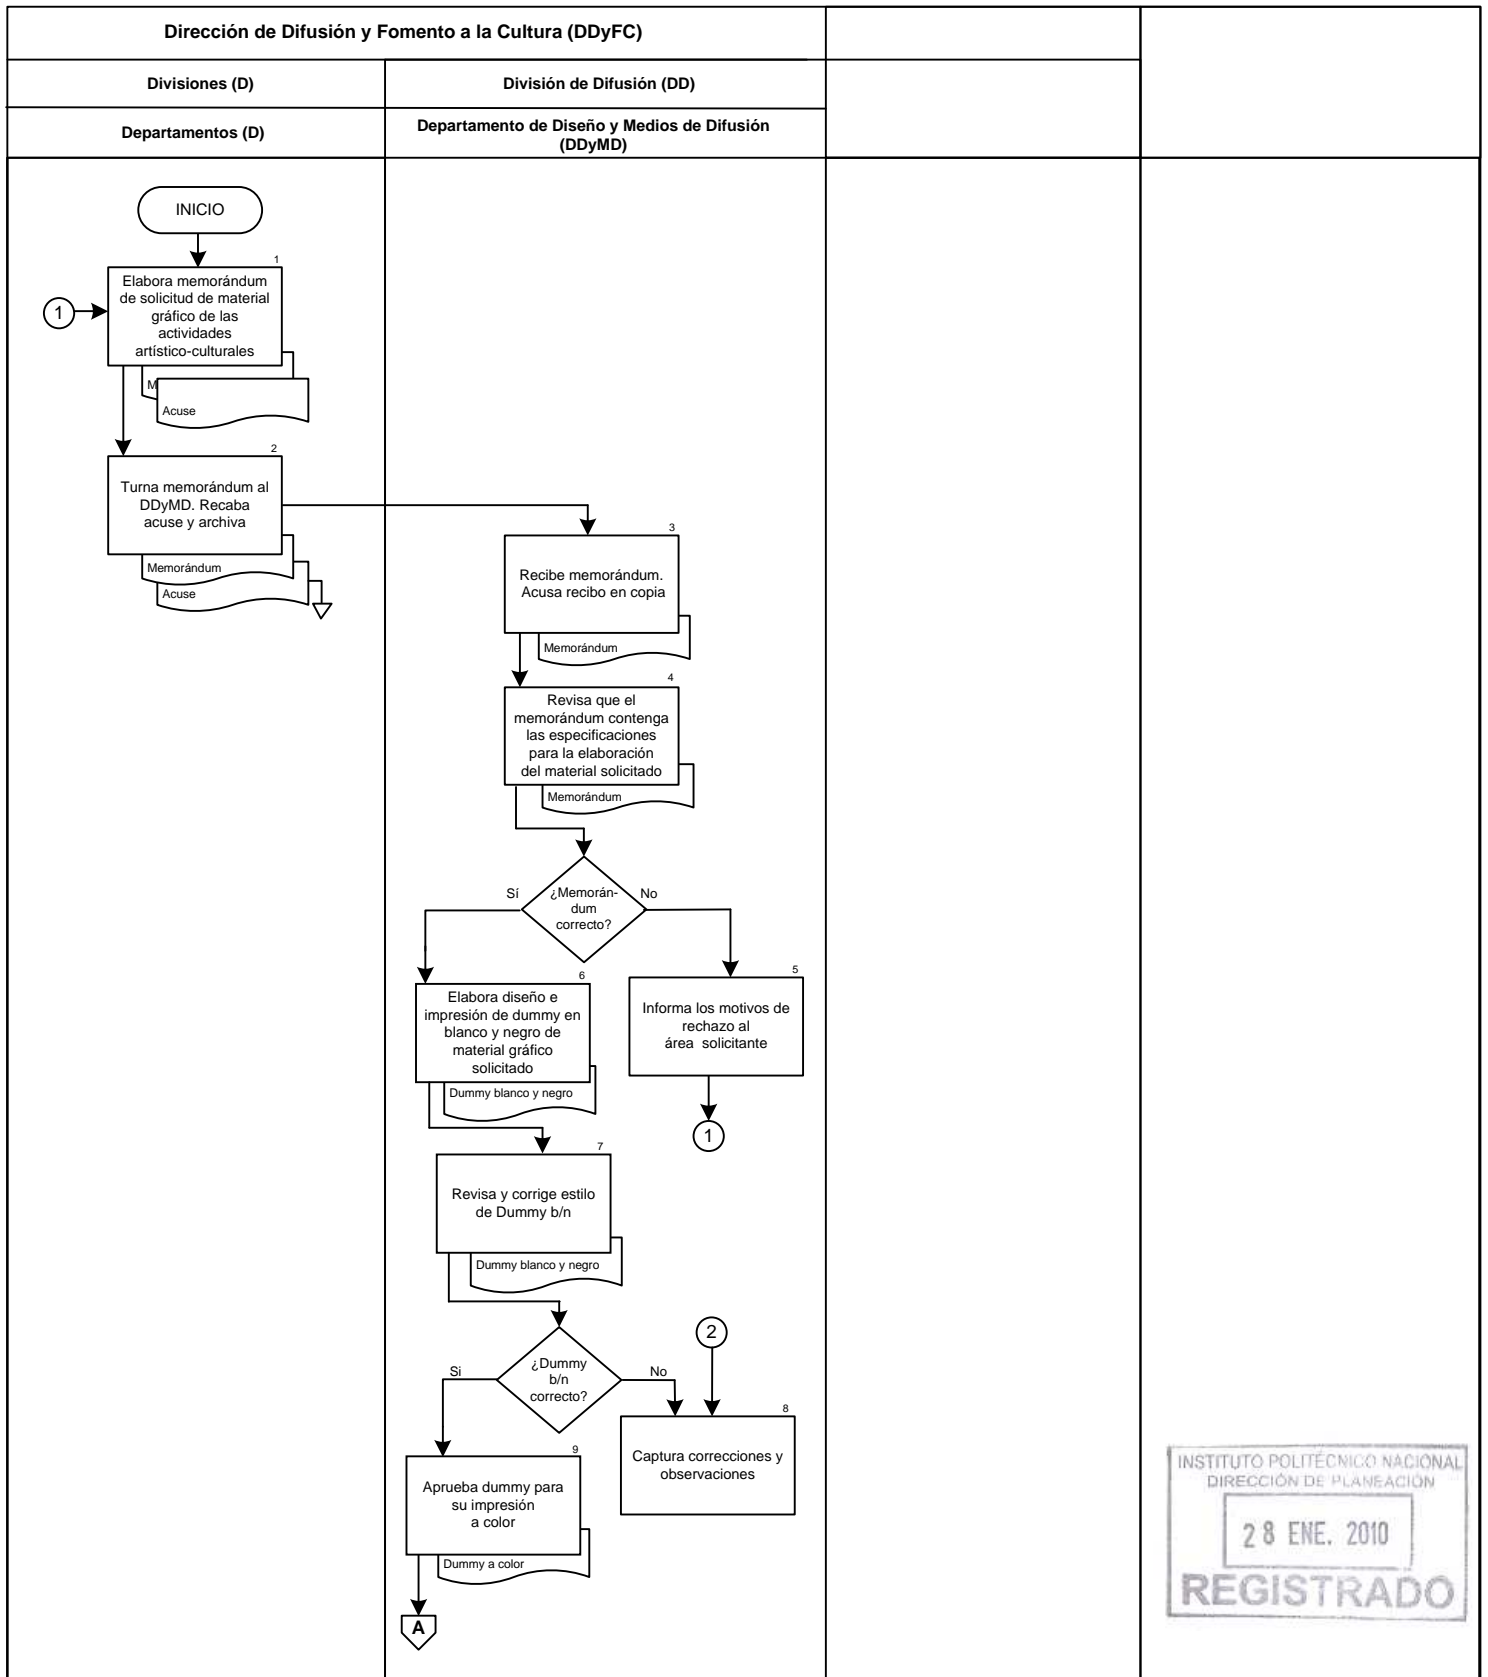 Dirección de Difusión y Fomento a la Cultura (DDyFC)
Divisiones (D)
División de Difusión (DD)
Departamentos (D)
Departamento de Diseño y Medios de Difusión
(DDyMD)
INICIO
1
Elabora memorándum
de solicitud de material
gráfico de las
actividades
artístico-culturales
1
M
Acuse
2
Turna memorándum al
DDyMD. Recaba
acuse y archiva
Memorándum
Acuse
3
Recibe memorándum.
Acusa recibo en copia
Memorándum
4
Revisa que el
memorándum contenga
las especificaciones
para la elaboración
del material solicitado
Memorándum
Sí
¿Memorán-
dum
correcto?
No
6
Elabora diseño e
impresión de dummy en
blanco y negro de
material gráfico
solicitado
Dummy blanco y negro
5
Informa los motivos de
rechazo al
área solicitante
1
7
Revisa y corrige estilo
de Dummy b/n
Dummy blanco y negro
2
Si
¿Dummy
b/n
correcto?
No
8
Captura correcciones y
observaciones
9
Aprueba dummy para
su impresión
a color
Dummy a color
A
INSTITUTO POLITÉCNICO NACIONAL
DIRECCIÓN DE PLANEACIÓN
28 ENE. 2010
REGISTRADO